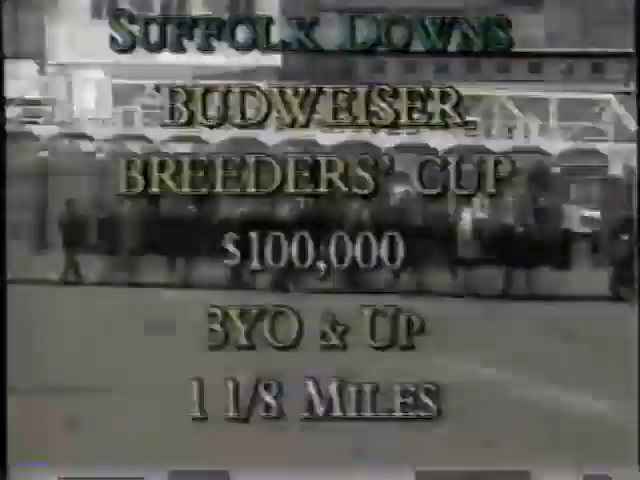 SUFFOLK DOWNS
BUDWEISER
BREEDERS' CUP
$100,000
3YO & UP
1 1/8 MILES